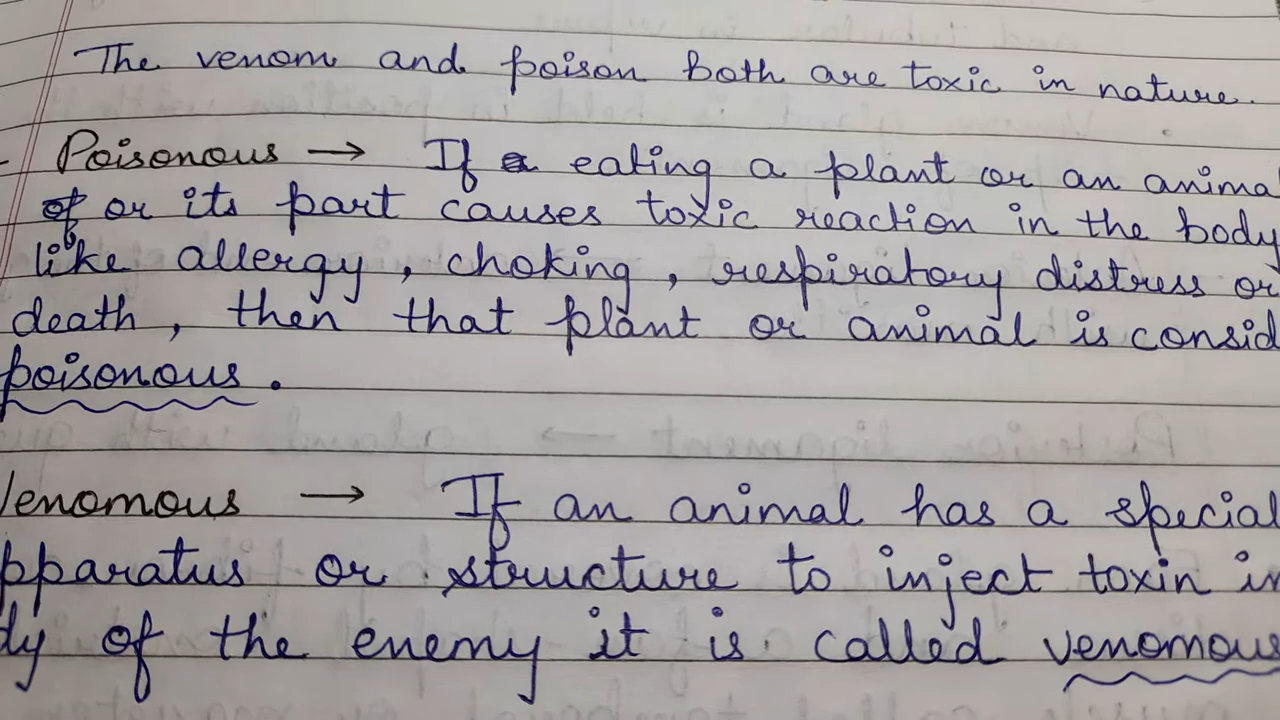 The venom and poison both are toxic in nature.
- Poisonous → If eating a plant or an anima
or its part causes toxic reaction in the body
like allergy, choking, respiratory distress or
death, then that plant or animal is consid
poisonous.
Venomous → If an animal has a special
pparatus or structure to inject toxin in
dy of the enemy it is called venomous